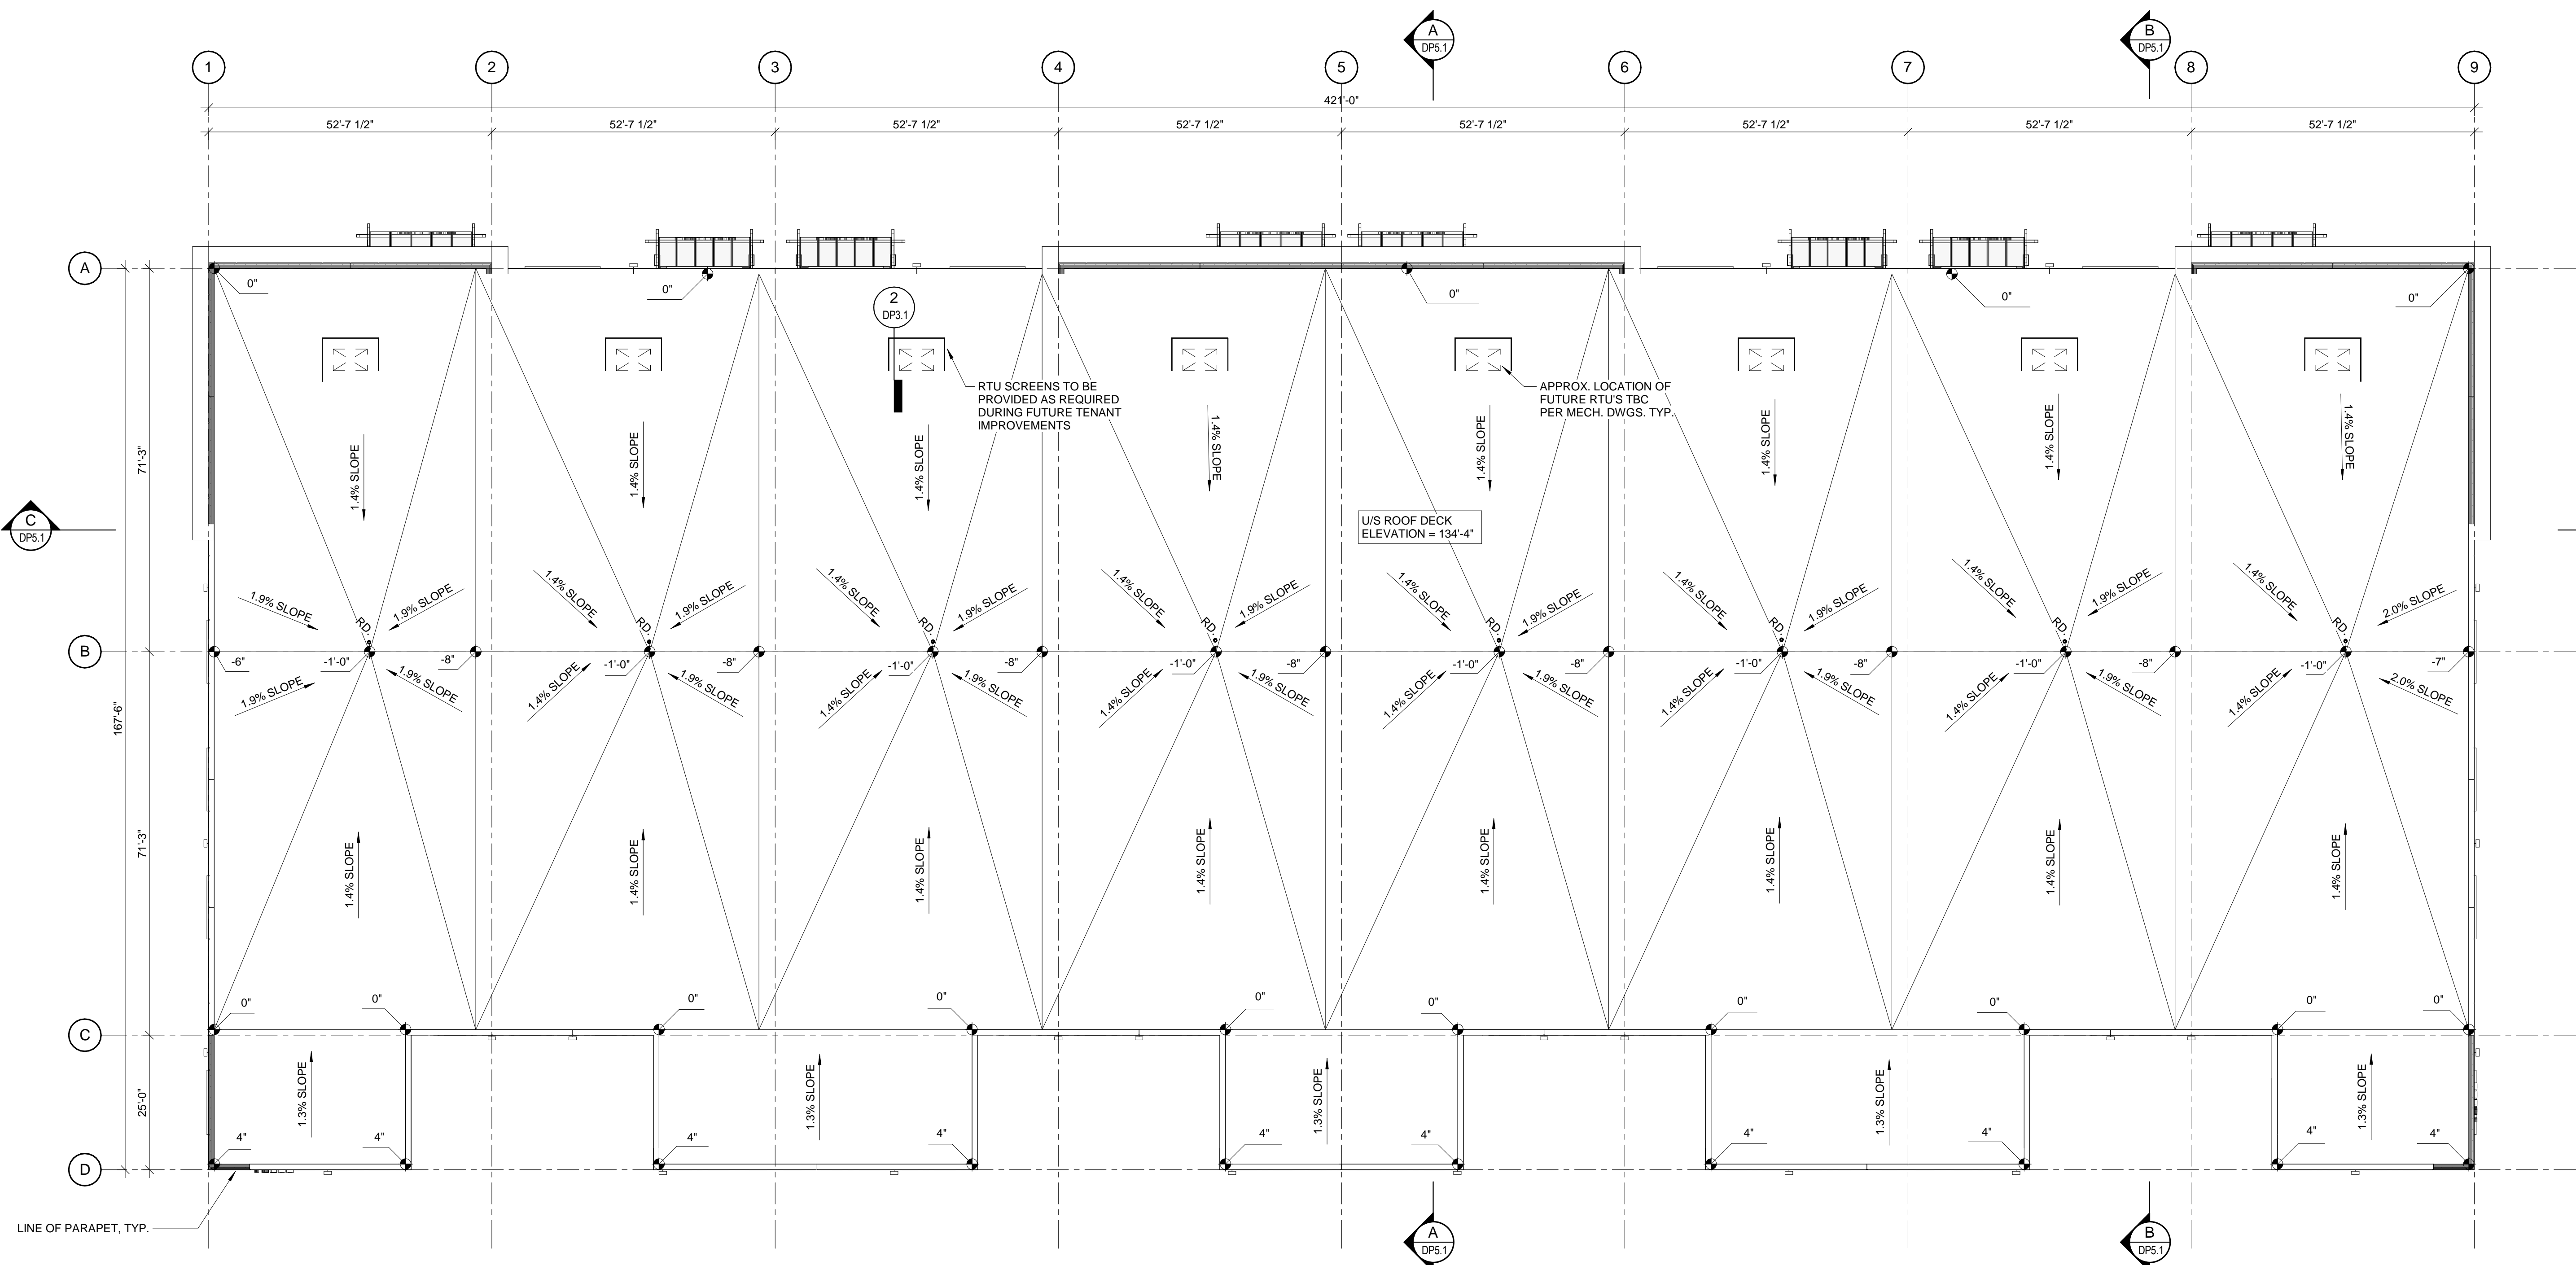 A
DP5.1
B
DP5.1
1
2
3
4
5
6
7
8
9
421'-0"
52'-7 1/2"
52'-7 1/2"
52'-7 1/2"
52'-7 1/2"
52'-7 1/2"
52'-7 1/2"
52'-7 1/2"
52'-7 1/2"
A
0"
0"
0"
0"
0"
2
DP3.1
RTU SCREENS TO BE
PROVIDED AS REQUIRED
DURING FUTURE TENANT
IMPROVEMENTS
APPROX. LOCATION OF
FUTURE RTU'S TBC
PER MECH. DWGS. TYP.
71'-3"
1.4% SLOPE
1.4% SLOPE
1.4% SLOPE
1.4% SLOPE
1.4% SLOPE
1.4% SLOPE
1.4% SLOPE
1.4% SLOPE
C
DP5.1
U/S ROOF DECK
ELEVATION = 134'-4"
1.9% SLOPE
1.9% SLOPE
1.4% SLOPE
1.9% SLOPE
1.4% SLOPE
1.9% SLOPE
1.4% SLOPE
1.9% SLOPE
1.4% SLOPE
1.9% SLOPE
1.4% SLOPE
1.9% SLOPE
1.4% SLOPE
1.9% SLOPE
1.4% SLOPE
2.0% SLOPE
RD.
RD.
RD.
RD.
RD.
RD.
RD.
RD.
B
-6"
-1'-0"
-8"
-1'-0"
-8"
-1'-0"
-8"
-1'-0"
-8"
-1'-0"
-8"
-1'-0"
-8"
-1'-0"
-8"
-1'-0"
-7"
1.9% SLOPE
1.9% SLOPE
1.4% SLOPE
1.9% SLOPE
1.4% SLOPE
1.9% SLOPE
1.4% SLOPE
1.9% SLOPE
1.4% SLOPE
1.9% SLOPE
1.4% SLOPE
1.9% SLOPE
1.4% SLOPE
1.9% SLOPE
1.4% SLOPE
2.0% SLOPE
167'-6"
71'-3"
1.4% SLOPE
1.4% SLOPE
1.4% SLOPE
1.4% SLOPE
1.4% SLOPE
1.4% SLOPE
1.4% SLOPE
1.4% SLOPE
0"
0"
0"
0"
0"
0"
0"
0"
0"
0"
C
25'-0"
1.3% SLOPE
1.3% SLOPE
1.3% SLOPE
1.3% SLOPE
1.3% SLOPE
4"
4"
4"
4"
4"
4"
4"
4"
4"
4"
D
LINE OF PARAPET, TYP.
A
DP5.1
B
DP5.1